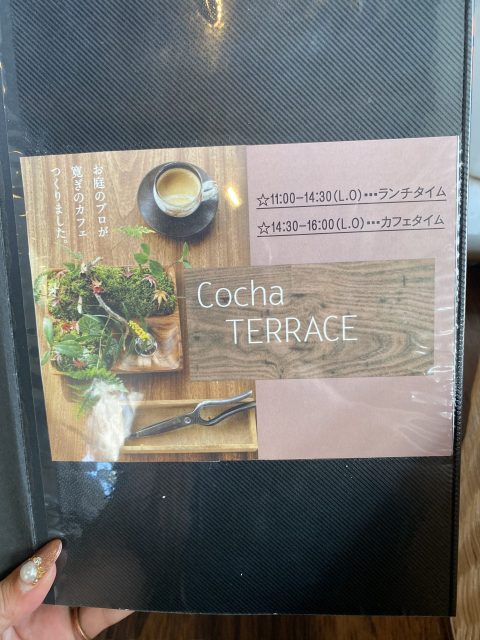 お庭のプロが
寛ぎのカフェ
つくりました。
☆11:00-14:30(L.O)•••ランチタイム
☆14:30-16:00(L.O)•••カフェタイム
Cocha
TERRACE